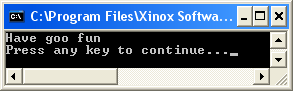 C:\Program Files\Xinox Softwa...
Have goo fun
Press any key to continue..._